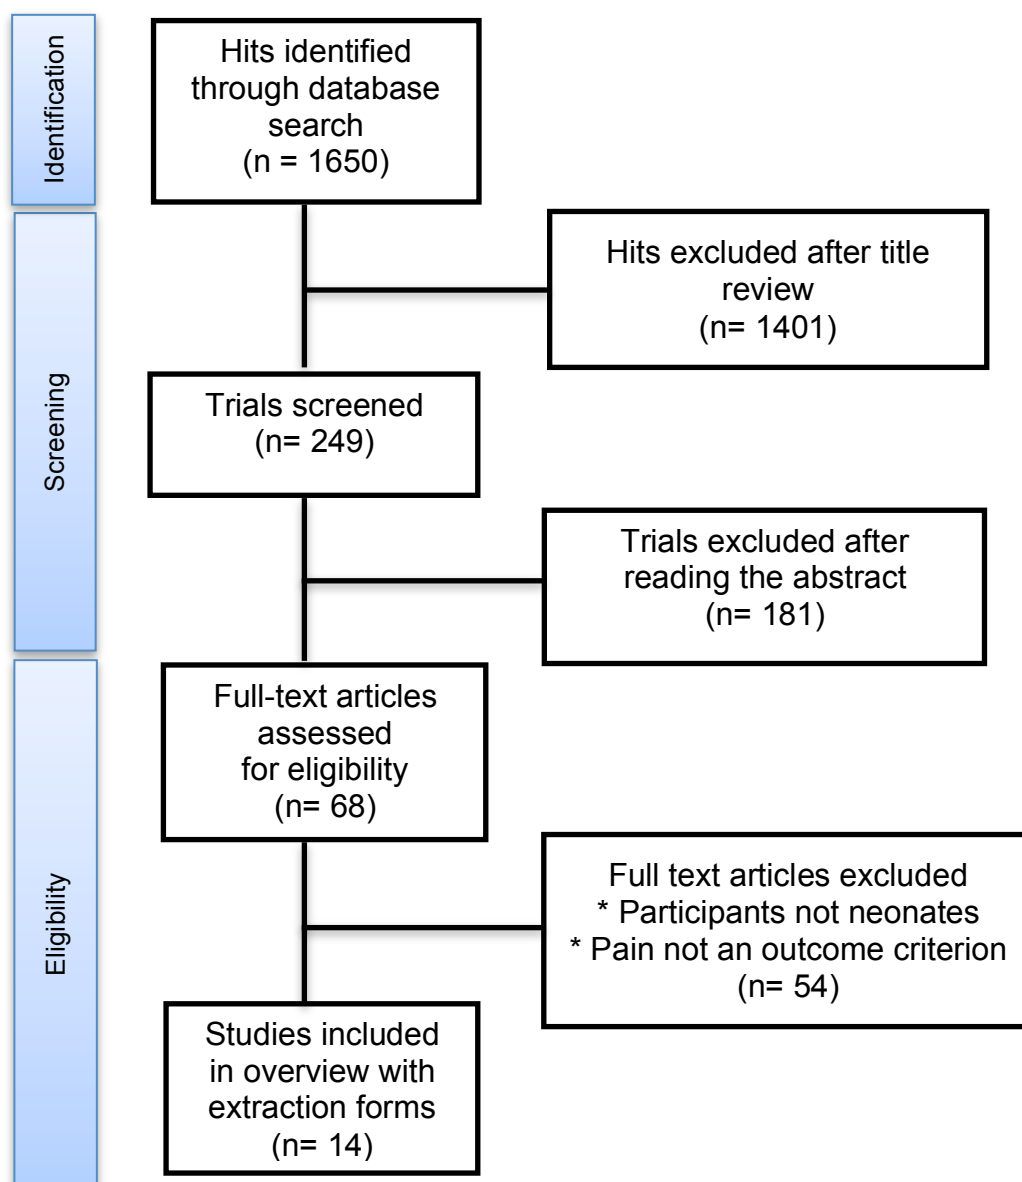 Identification
Hits identified
through database
search
(n = 1650)
Hits excluded after title
review
(n= 1401)
Screening
Trials screened
(n= 249)
Trials excluded after
reading the abstract
(n= 181)
Eligibility
Full-text articles
assessed
for eligibility
(n= 68)
Full text articles excluded
* Participants not neonates
* Pain not an outcome criterion
(n= 54)
Studies included
in overview with
extraction forms
(n= 14)